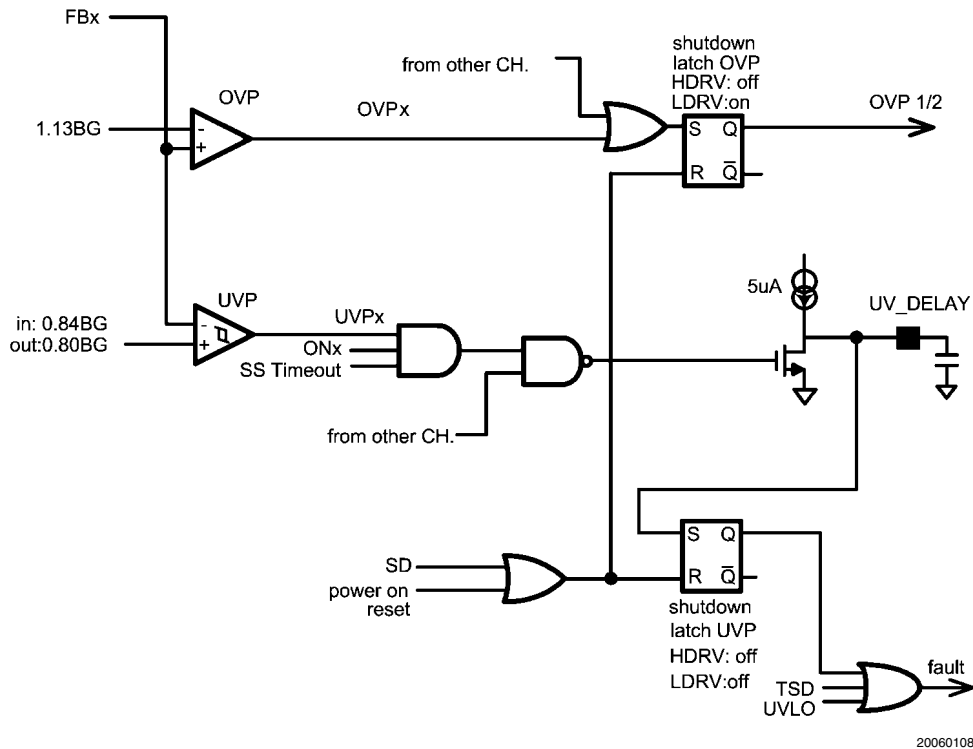 FBx
shutdown
latch OVP
HDRV: off
LDRV:on
from other CH.
OVP
OVPx
OVP 1/2
1.13BG
-
+
S Q
R Q̅
5uA
UV_DELAY
UVP
in: 0.84BG
out:0.80BG
-
+
UVPx
ONx
SS Timeout
from other CH.
S Q
R Q̅
SD
power on
reset
shutdown
latch UVP
HDRV: off
LDRV:off
fault
TSD
UVLO
20060108